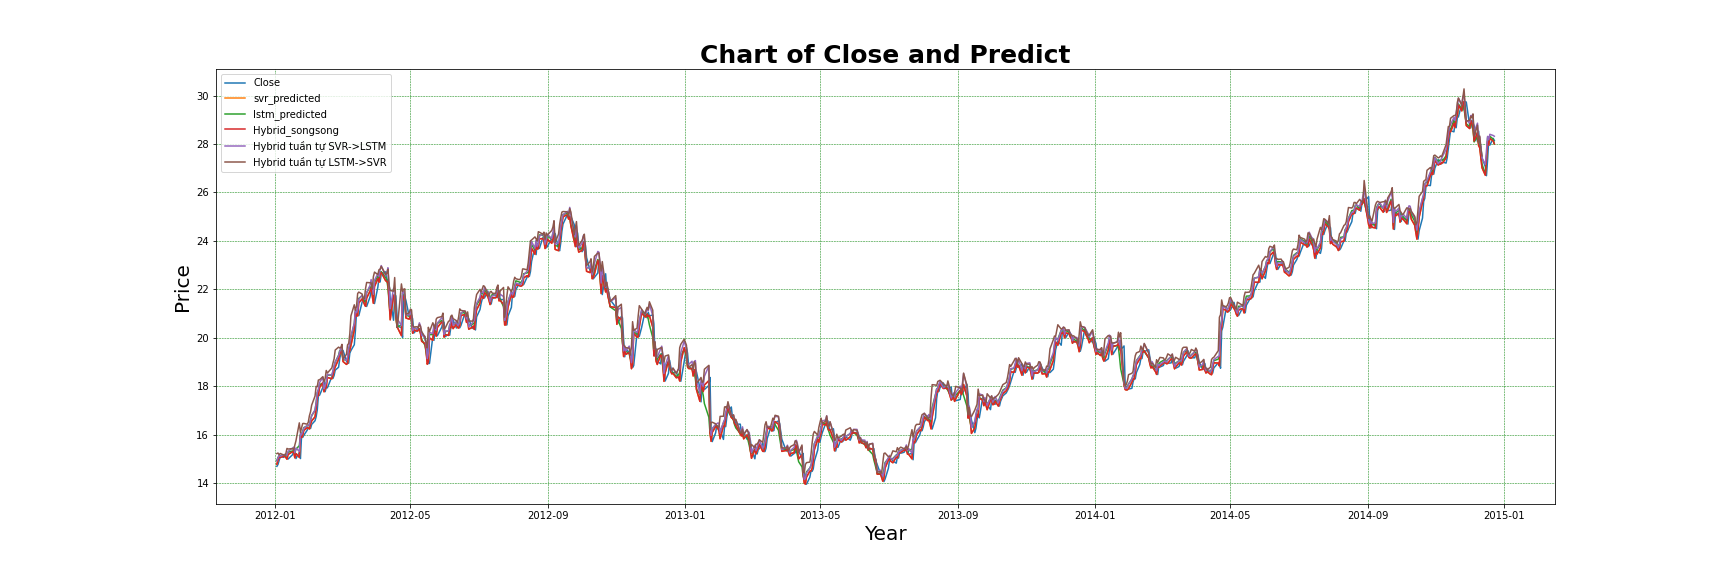 Chart of Close and Predict
Close
svr_predicted
lstm_predicted
Hybrid_songsong
Hybrid tuần tự SVR->LSTM
Hybrid tuần tự LSTM->SVR
Price
30
28
26
24
22
20
18
16
14
2012-01
2012-05
2012-09
2013-01
2013-05
2013-09
2014-01
2014-05
2014-09
2015-01
Year